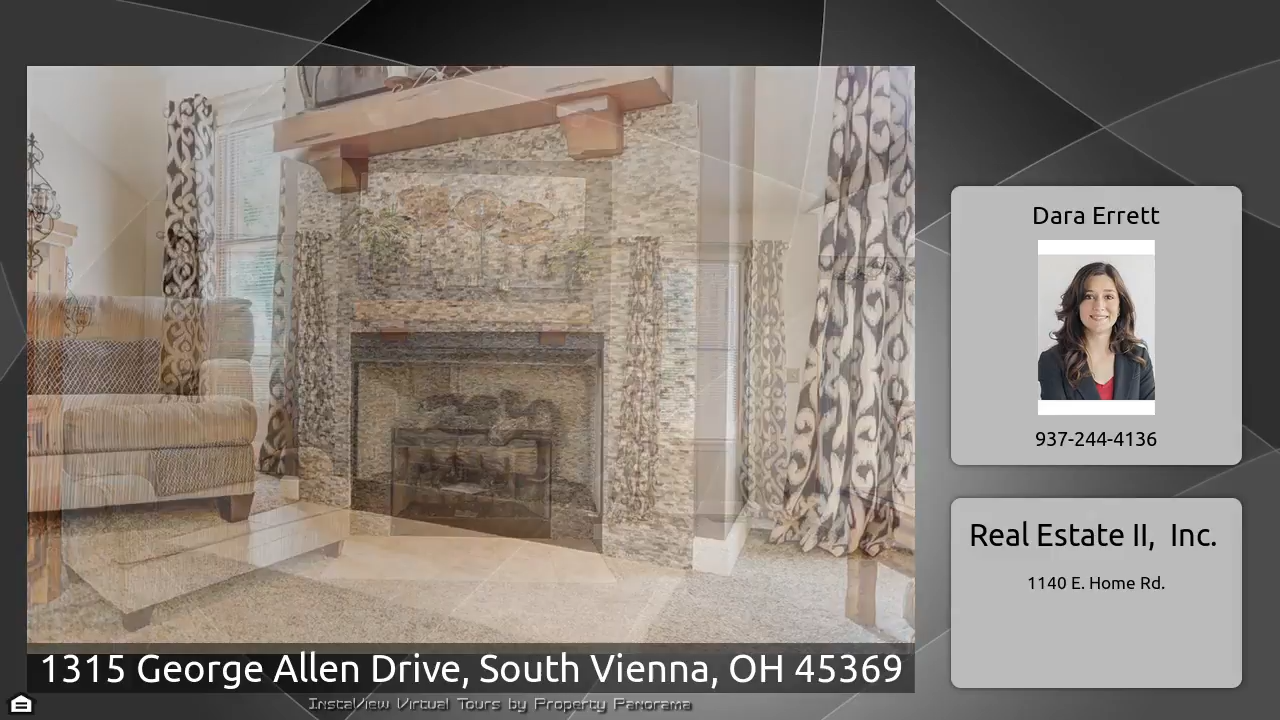 Dara Errett
937-244-4136
Real Estate II,  Inc.
1140 E. Home Rd.
1315 George Allen Drive, South Vienna, OH 45369
InstaView Virtual Tours by Property Panorama